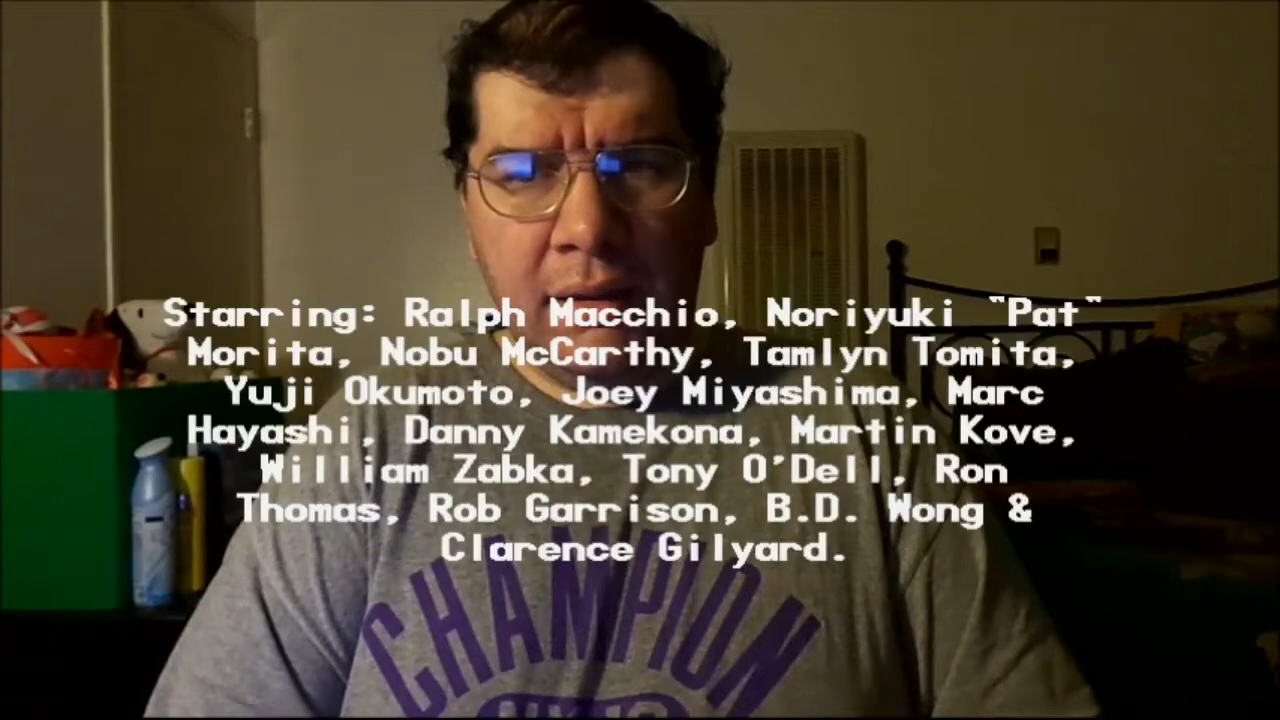 Starring: Ralph Macchio, Noriyuki "Pat"
Morita, Nobu McCarthy, Tamlyn Tomita,
Yuji Okumoto, Joey Miyashima, Marc
Hayashi, Danny Kamekona, Martin Kove,
William Zabka, Tony O'Dell, Ron
Thomas, Rob Garrison, B.D. Wong &
Clarence Gilyard.
CHAMPION